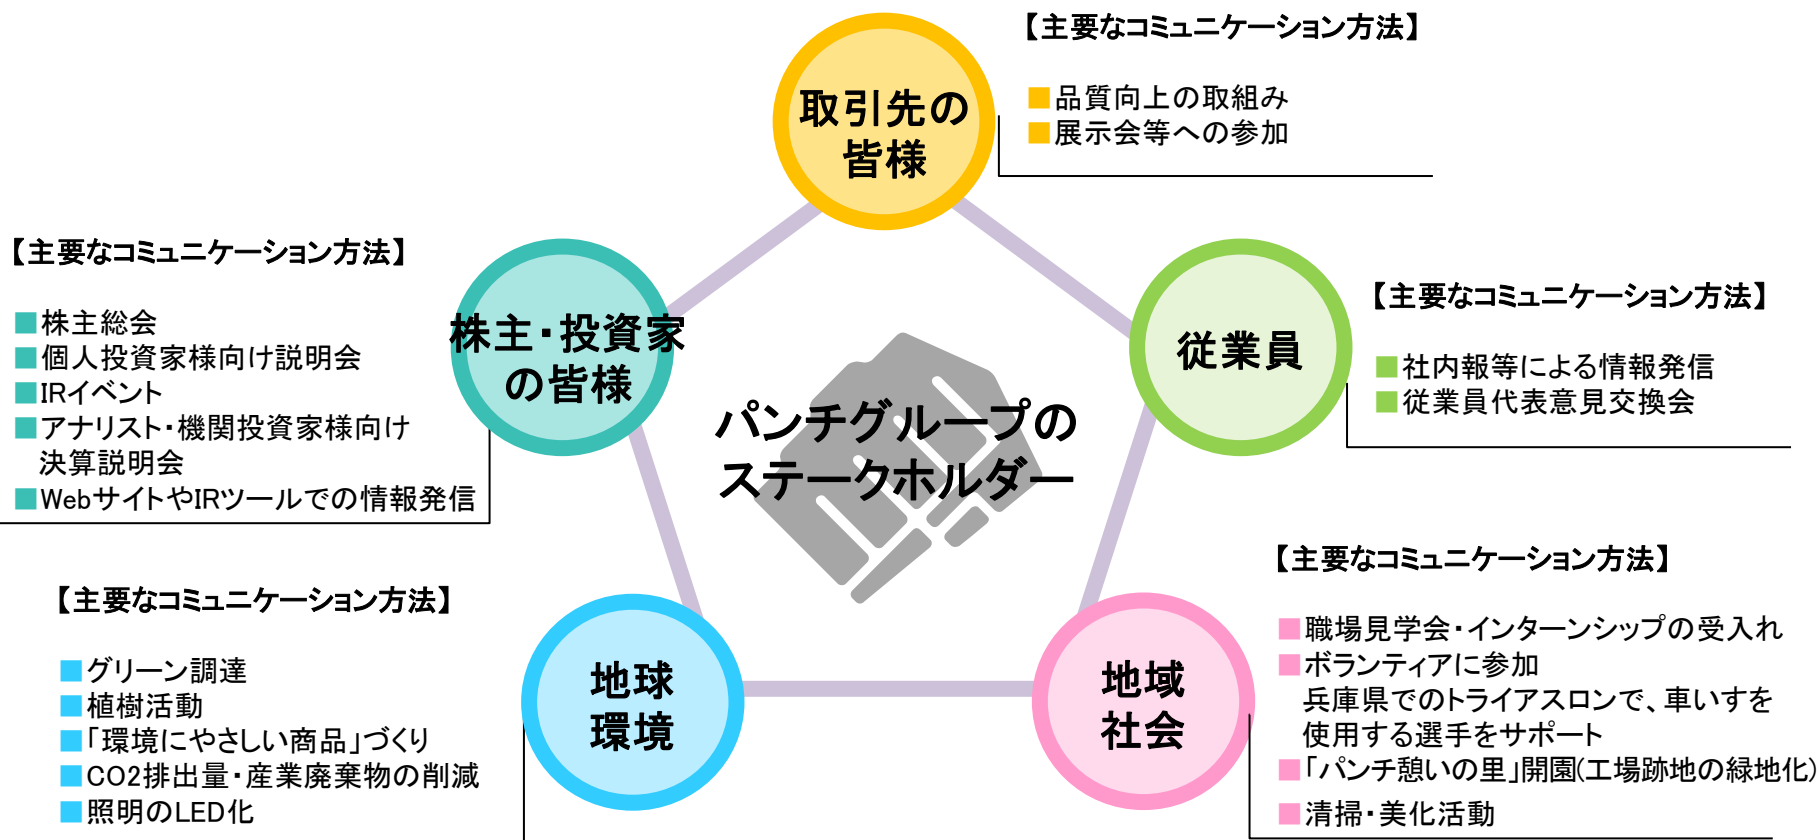 【主要なコミュニケーション方法】
■品質向上の取組み
■展示会等への参加
取引先の
皆様
【主要なコミュニケーション方法】
■株主総会
■個人投資家様向け説明会
■IRイベント
■アナリスト・機関投資家様向け
決算説明会
■WebサイトやIRツールでの情報発信
株主・投資家
の皆様
【主要なコミュニケーション方法】
■社内報等による情報発信
■従業員代表意見交換会
従業員
パンチグループの
ステークホルダー
【主要なコミュニケーション方法】
■グリーン調達
■植樹活動
■「環境にやさしい商品」づくり
■CO2排出量・産業廃棄物の削減
■照明のLED化
地球
環境
【主要なコミュニケーション方法】
■職場見学会・インターンシップの受入れ
■ボランティアに参加
兵庫県でのトライアスロンで、車いすを
使用する選手をサポート
■「パンチ憩いの里」開園(工場跡地の緑地化)
■清掃・美化活動
地域
社会